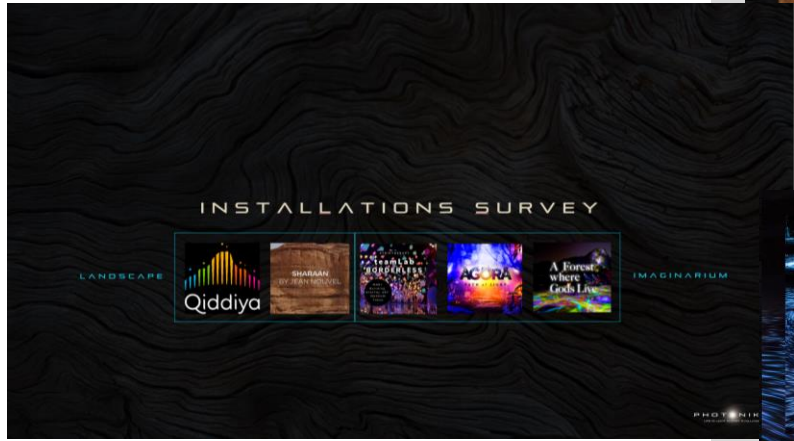 INSTALLATIONS SURVEY
LANDSCAPE
Qiddiya
SHARAAN
BY JEAN NOUVEL
teamLab
BORDERLESS
AGORA
A Forest
where
Gods Live
IMAGINARIUM
PHOTONIK